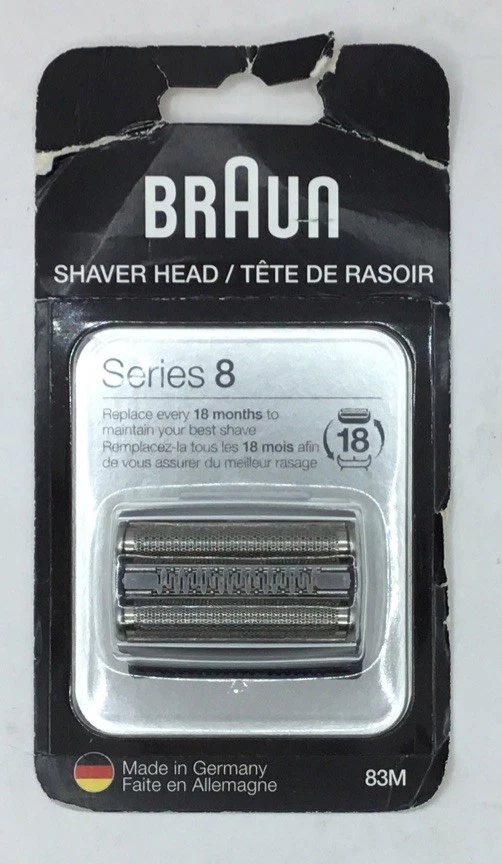 BRAUN
SHAVER HEAD / TÊTE DE RASOIR
Series 8
Replace every 18 months to
maintain your best shave
Remplacez-la tous les 18 mois afin
de vous assurer du meilleur rasage
18
Made in Germany
Faite en Allemagne
83M